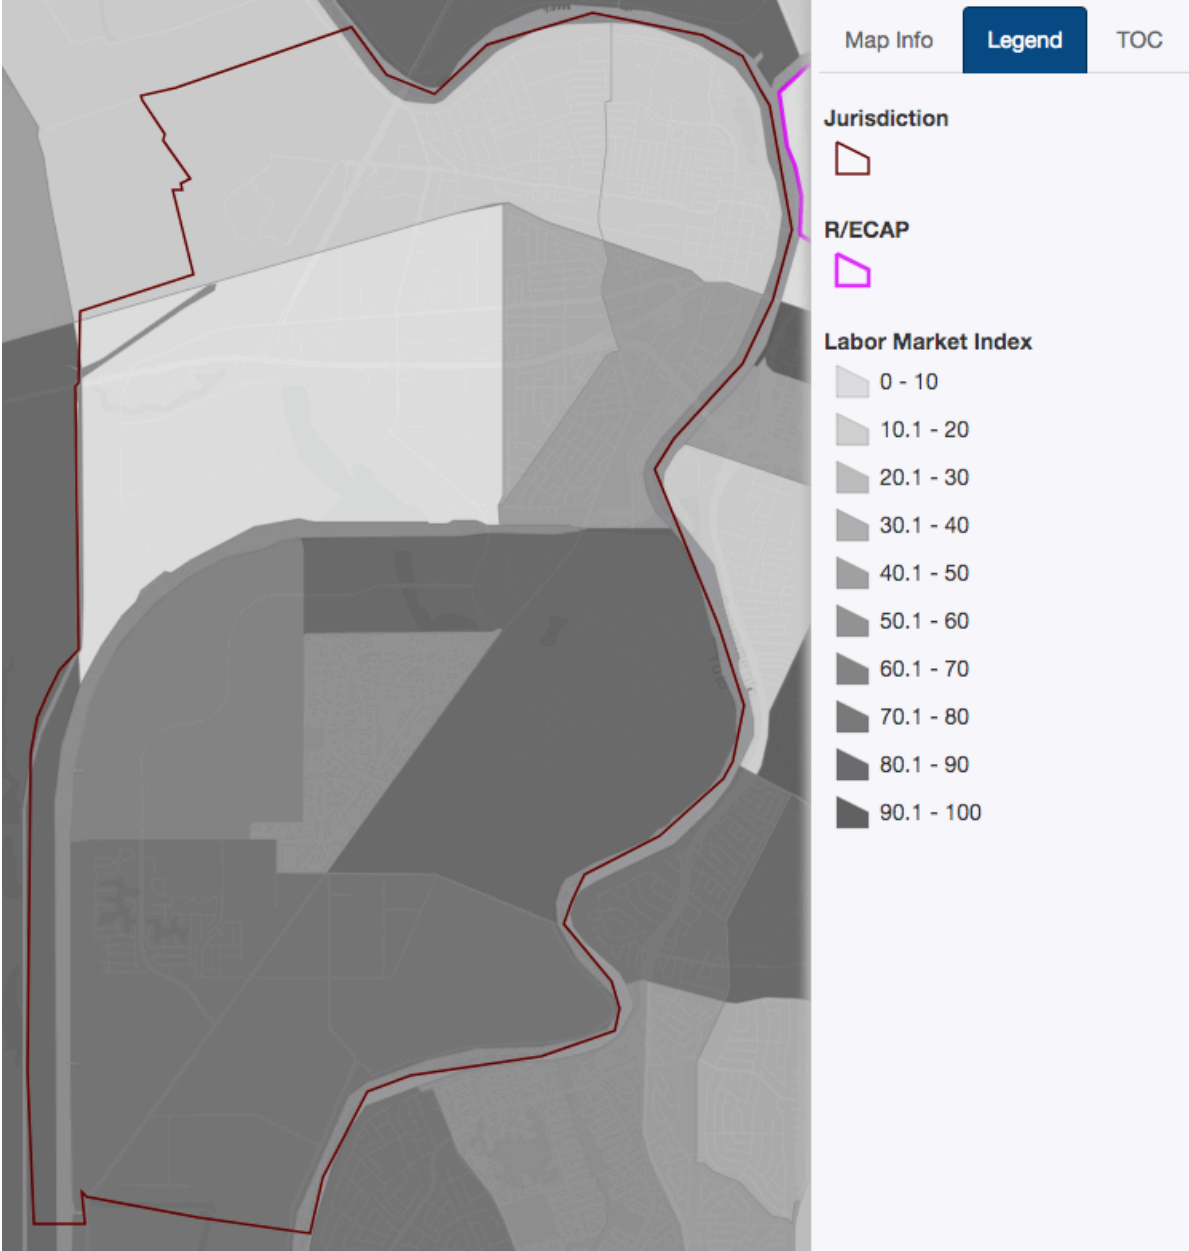 Map Info
Legend
TOC
Jurisdiction
R/ECAP
Labor Market Index
0 - 10
10.1 - 20
20.1 - 30
30.1 - 40
40.1 - 50
50.1 - 60
60.1 - 70
70.1 - 80
80.1 - 90
90.1 - 100